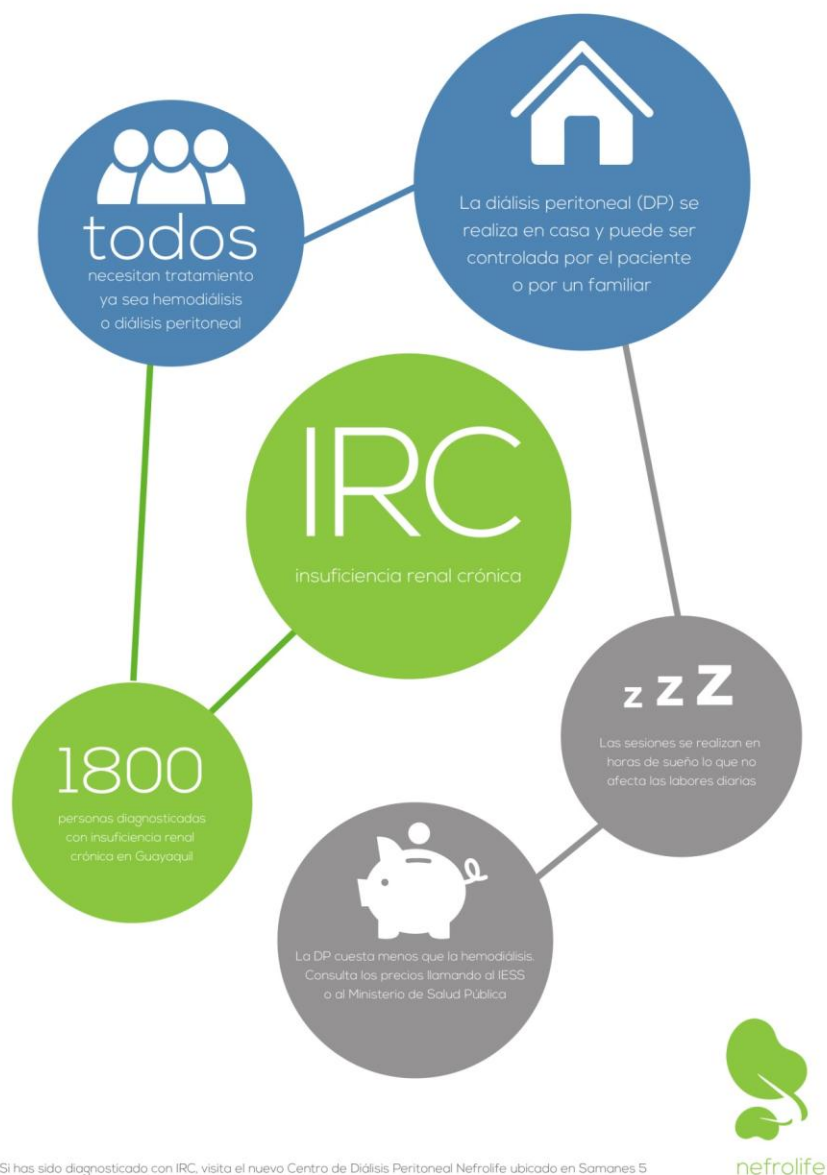 IRC
insuficiencia renal crónica
1800
personas diagnosticadas
con insuficiencia renal
crónica en Guayaquil
todos
necesitan tratamiento
ya sea hemodiálisis
o diálisis peritoneal
La diálisis peritoneal (DP) se
realiza en casa y puede ser
controlada por el paciente
o por un familiar
z z z
Las sesiones se realizan en
horas de sueño lo que no
afecta las labores diarias
La DP cuesta menos que la hemodiálisis.
Consulta los precios llamando al IESS
o al Ministerio de Salud Pública
Si has sido diagnosticado con IRC, visita el nuevo Centro de Diálisis Peritoneal Nefrolife ubicado en Samanes 5
nefrolife